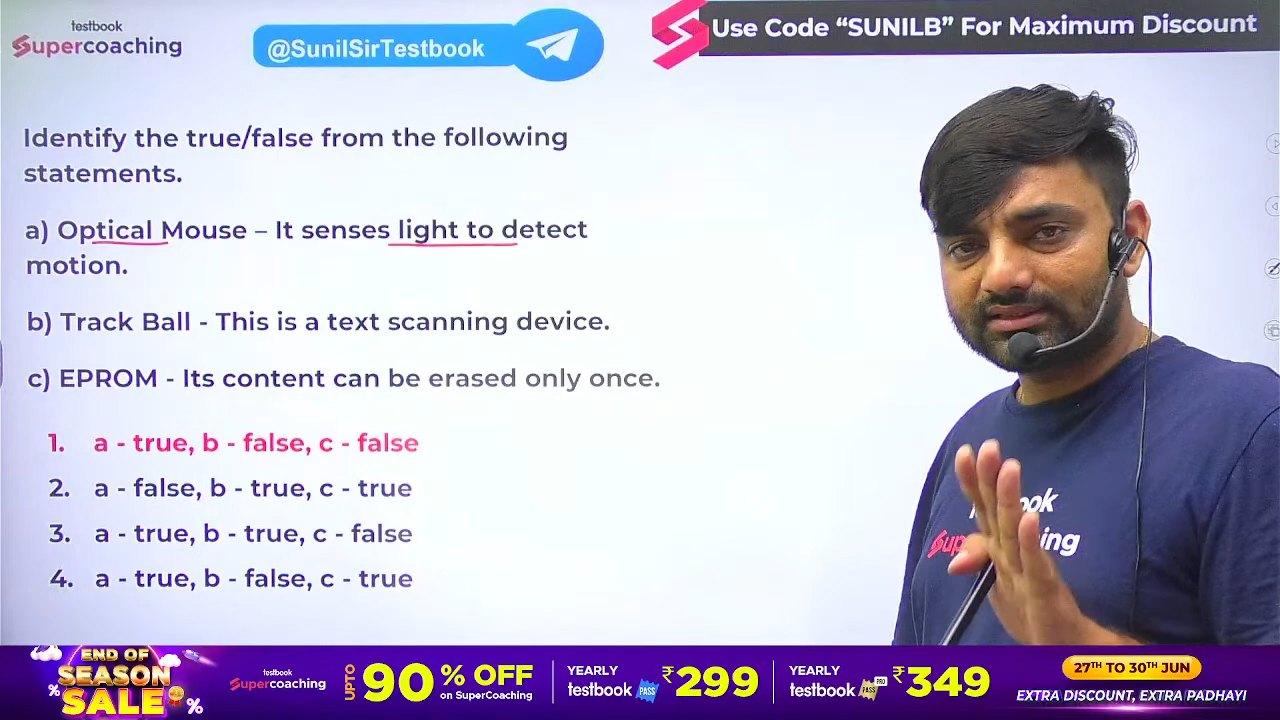 testbook
Supercoaching
@SunilSirTestbook
Use Code “SUNILB” For Maximum Discount
Identify the true/false from the following
statements.
a) Optical Mouse – It senses light to detect
motion.
b) Track Ball - This is a text scanning device.
c) EPROM - Its content can be erased only once.
1. a - true, b - false, c - false
2. a - false, b - true, c - true
3. a - true, b - true, c - false
4. a - true, b - false, c - true
END OF
SEASON
SALE
%
%
testbook
Supercoaching
UPTO 90% OFF
on SuperCoaching
YEARLY
testbook PASS
₹299
YEARLY
testbook PASS PRO
₹349
27TH TO 30TH JUN
EXTRA DISCOUNT, EXTRA PADHAYI